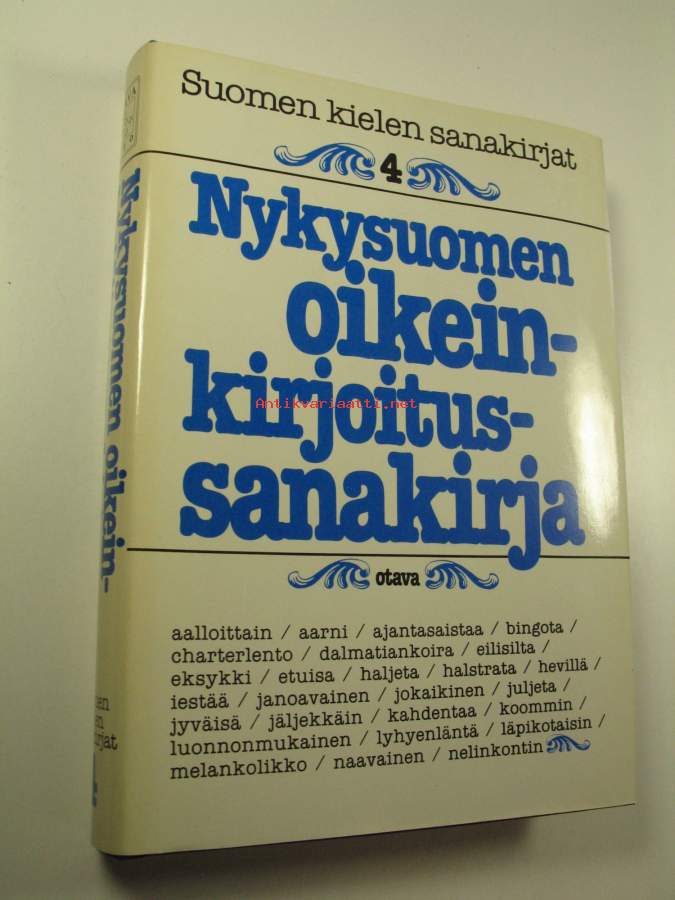 Suomen kielen sanakirjat
4
Nykysuomen
oikein-
kirjoitus-
sanakirja
otava
aalloittain / aarni / ajantasaistaa / bingota /
charterlento / dalmatiankoira / eilisilta /
eksykki / etuisa / haljeta / halstrata / hevillä /
iestää / janoavainen / jokaikinen / juljeta /
jyväisä / jäljekkäin / kahdentaa / koommin /
luonnonmukainen / lyhyenläntä / läpikotaisin /
melankolikko / naavainen / nelinkontin
Nykysuomen oikein-
Antikvariaatti.net